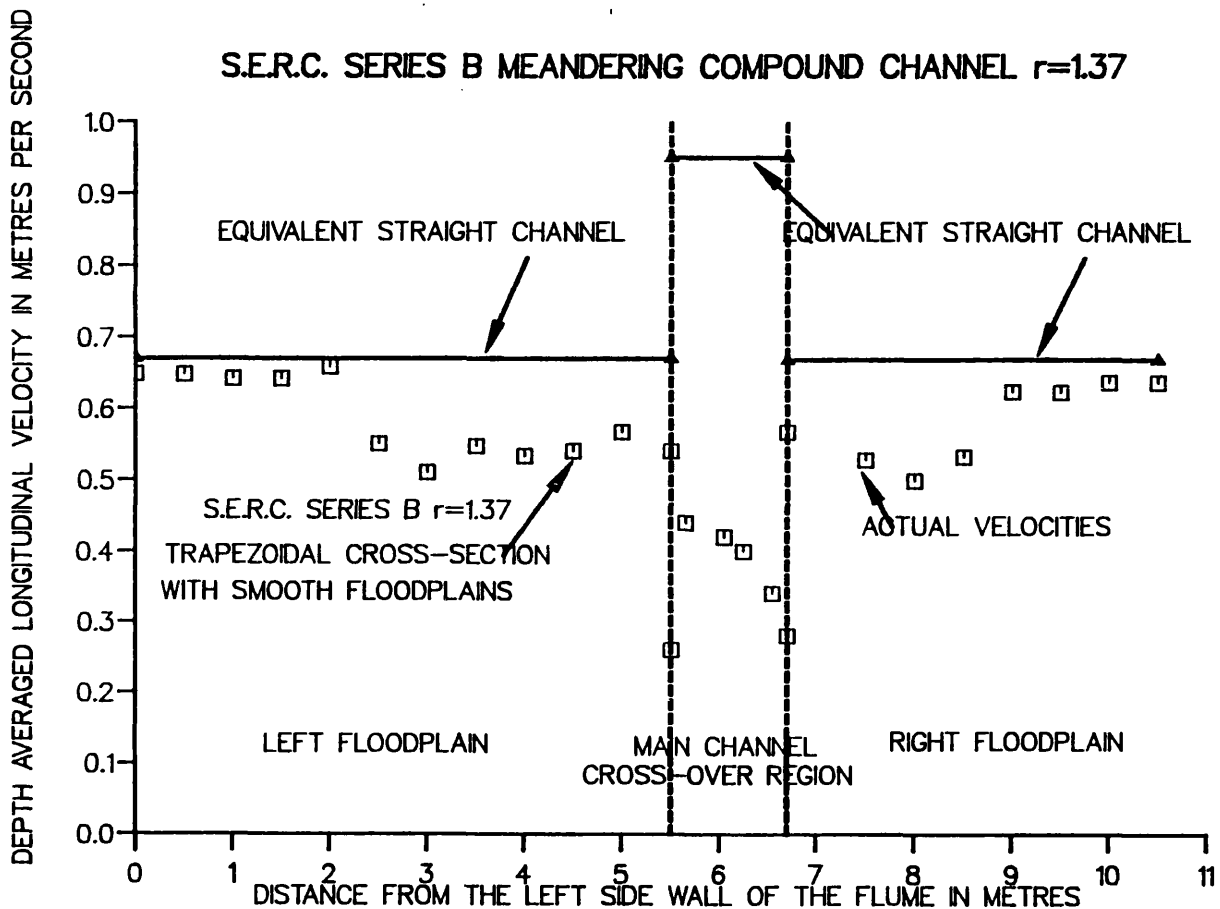 S.E.R.C. SERIES B MEANDERING COMPOUND CHANNEL r=1.37
DEPTH AVERAGED LONGITUDINAL VELOCITY IN METRES PER SECOND
1.0
0.9
0.8
0.7
0.6
0.5
0.4
0.3
0.2
0.1
0.0
EQUIVALENT STRAIGHT CHANNEL
EQUIVALENT STRAIGHT CHANNEL
S.E.R.C. SERIES B r=1.37
TRAPEZOIDAL CROSS-SECTION
WITH SMOOTH FLOODPLAINS
ACTUAL VELOCITIES
LEFT FLOODPLAIN
MAIN CHANNEL
CROSS-OVER REGION
RIGHT FLOODPLAIN
0 1 2 3 4 5 6 7 8 9 10 11
DISTANCE FROM THE LEFT SIDE WALL OF THE FLUME IN METRES